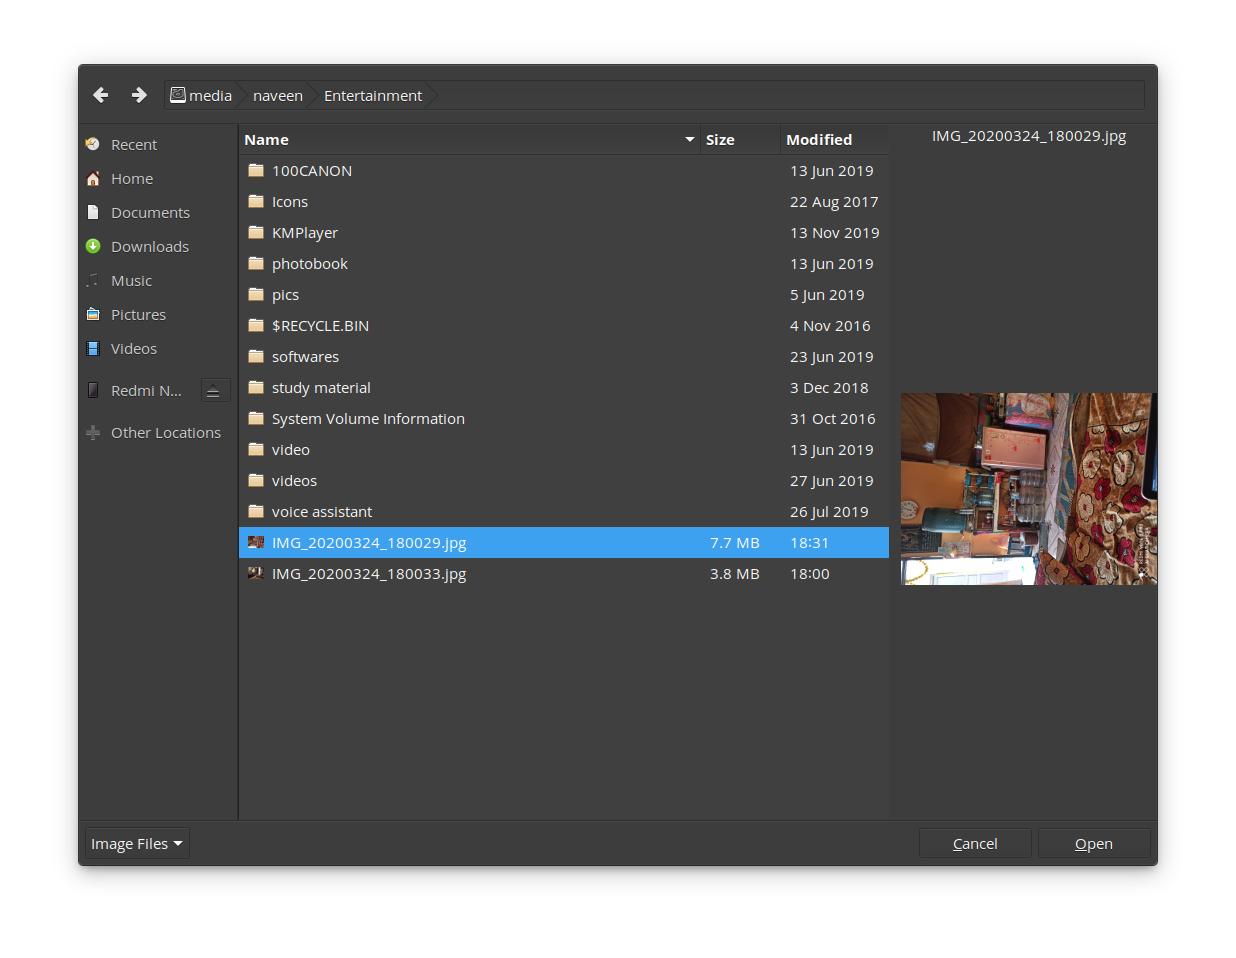 media naveen Entertainment
Recent
Home
Documents
Downloads
Music
Pictures
Videos
Redmi N...
Other Locations
Name Size Modified
100CANON 13 Jun 2019
Icons 22 Aug 2017
KMPlayer 13 Nov 2019
photobook 13 Jun 2019
pics 5 Jun 2019
$RECYCLE.BIN 4 Nov 2016
softwares 23 Jun 2019
study material 3 Dec 2018
System Volume Information 31 Oct 2016
video 13 Jun 2019
videos 27 Jun 2019
voice assistant 26 Jul 2019
IMG_20200324_180029.jpg 7.7 MB 18:31
IMG_20200324_180033.jpg 3.8 MB 18:00
IMG_20200324_180029.jpg
Image Files Cancel Open